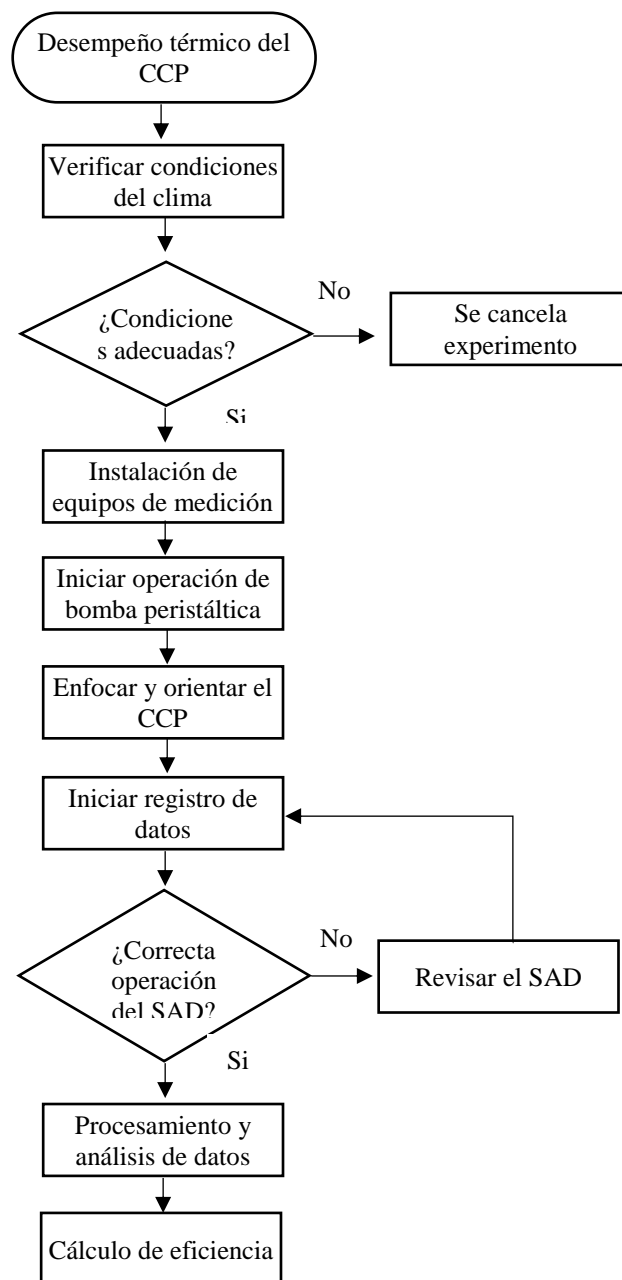 Desempeño térmico del
CCP
Verificar condiciones
del clima
¿Condicione
s adecuadas?
No
Se cancela
experimento
Si
Instalación de
equipos de medición
Iniciar operación de
bomba peristáltica
Enfocar y orientar el
CCP
Iniciar registro de
datos
¿Correcta
operación
del SAD?
No
Revisar el SAD
Si
Procesamiento y
análisis de datos
Cálculo de eficiencia